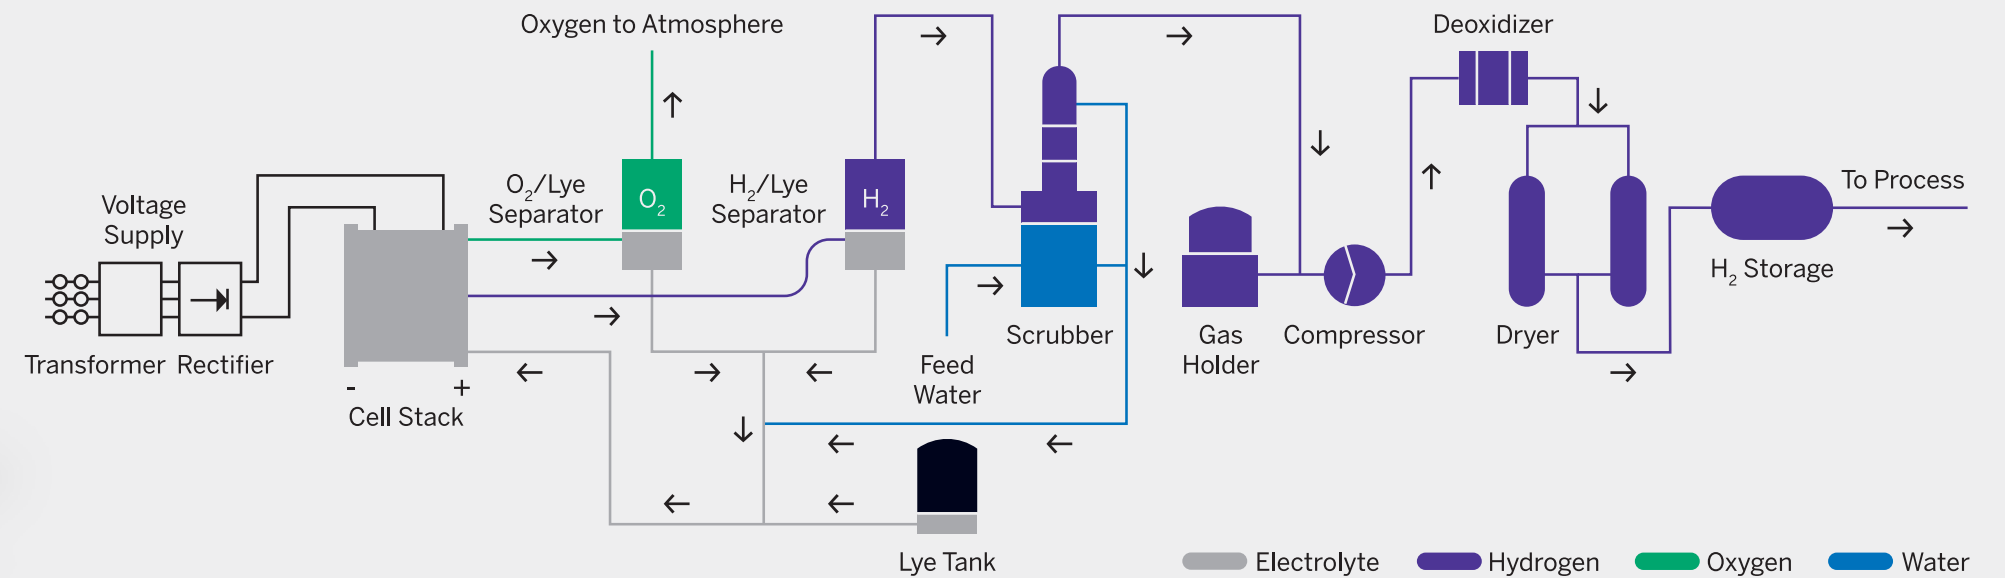 Oxygen to Atmosphere
Deoxidizer
Voltage
Supply
O₂/Lye
Separator
O₂
H₂/Lye
Separator
H₂
To Process
H₂ Storage
Transformer
Rectifier
-
+
Cell Stack
Feed
Water
Scrubber
Gas
Holder
Compressor
Dryer
Lye Tank
Electrolyte
Hydrogen
Oxygen
Water